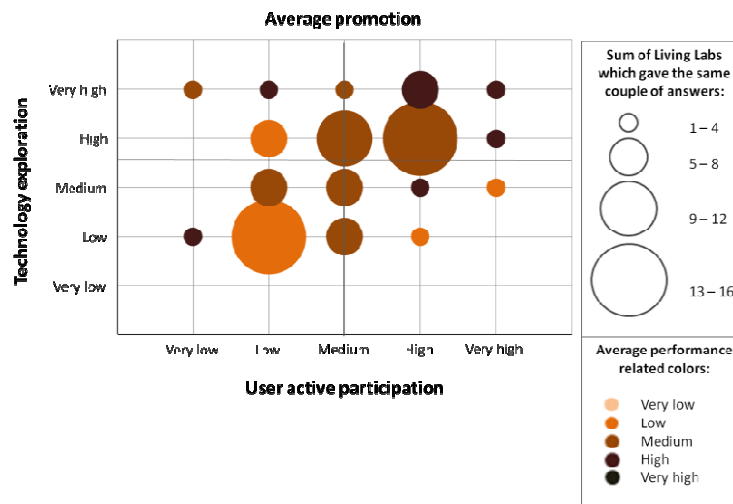 Average promotion
Technology exploration
Very high
High
Medium
Low
Very low
Very low
Low
Medium
High
Very high
User active participation
Sum of Living Labs
which gave the same
couple of answers:
1 – 4
5 – 8
9 – 12
13 – 16
Average performance
related colors:
Very low
Low
Medium
High
Very high